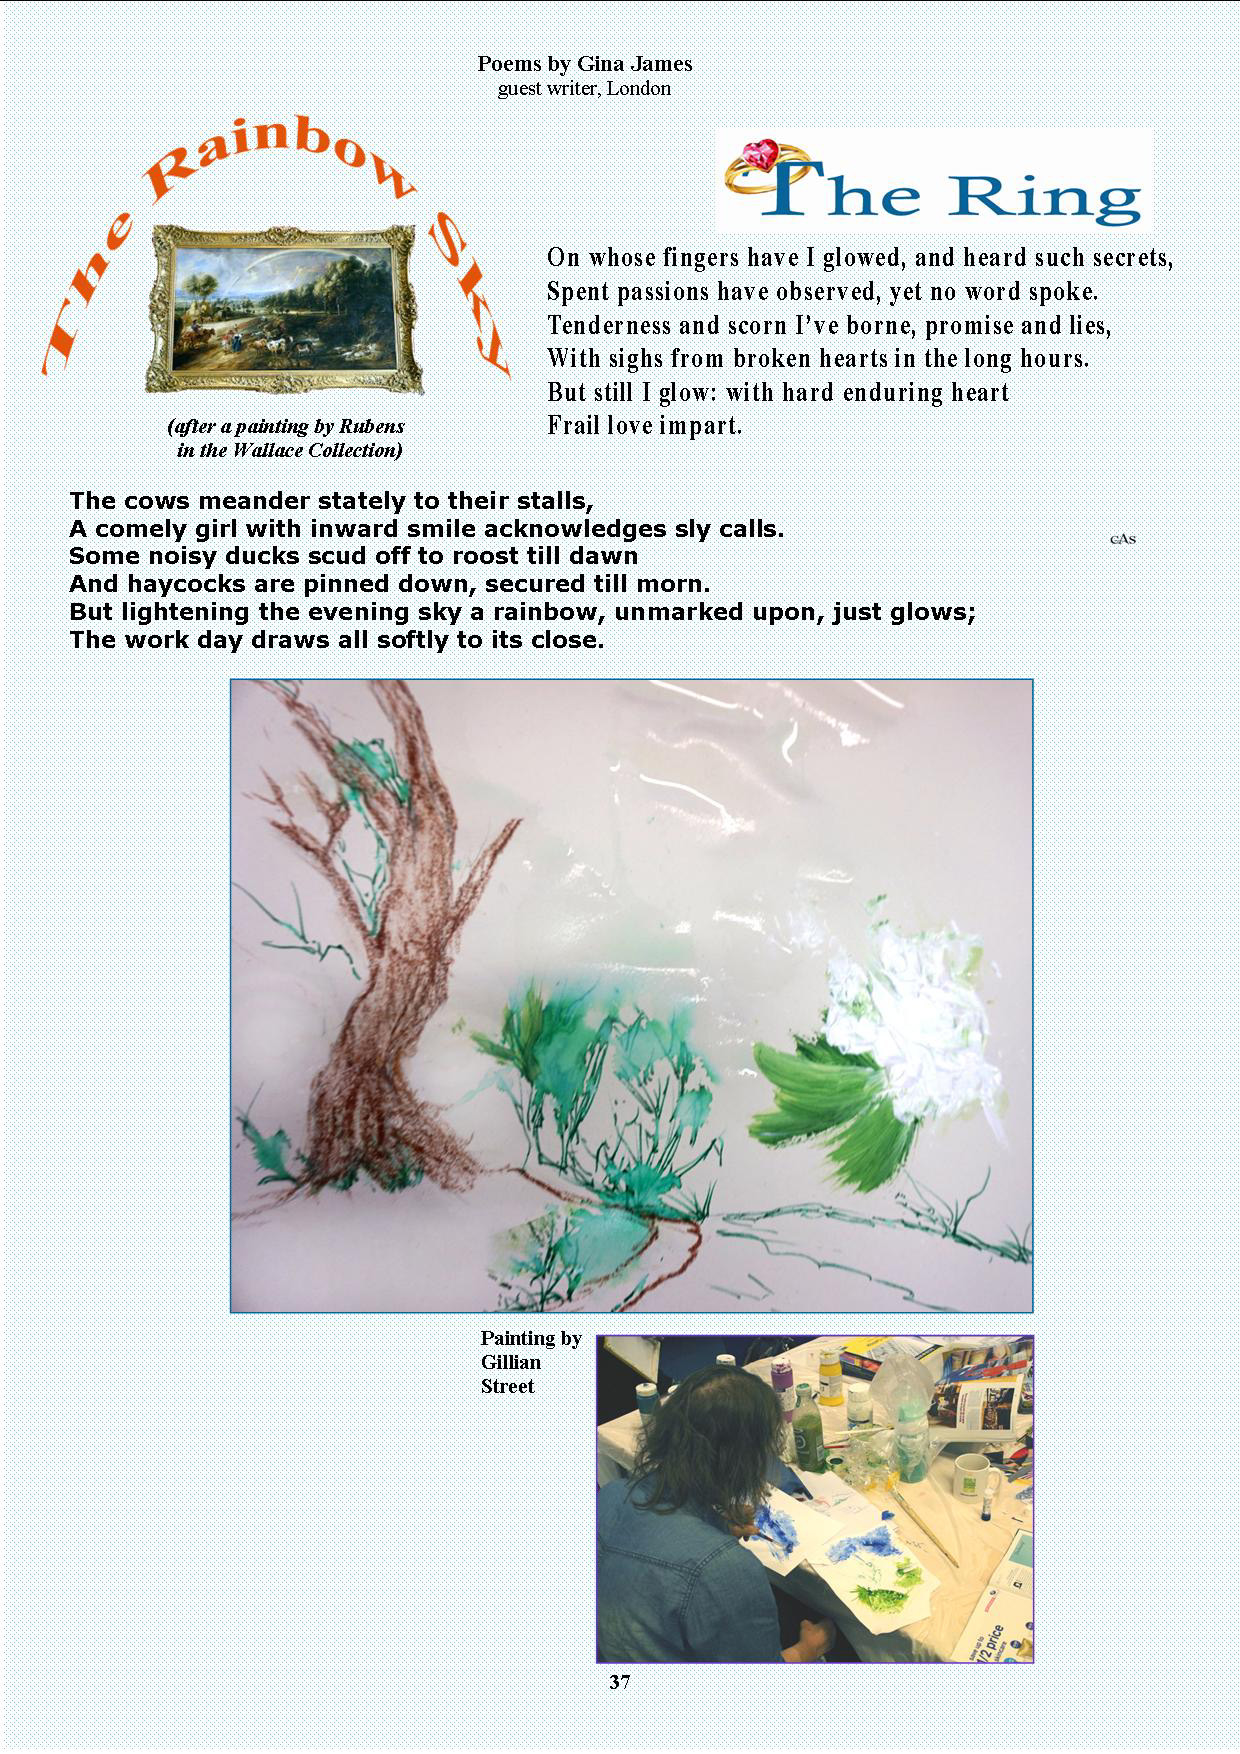 Poems by Gina James
guest writer, London
The Rainbow Sky
(after a painting by Rubens
in the Wallace Collection)
The Ring
On whose fingers have I glowed, and heard such secrets,
Spent passions have observed, yet no word spoke.
Tenderness and scorn I've borne, promise and lies,
With sighs from broken hearts in the long hours.
But still I glow: with hard enduring heart
Frail love impart.
The cows meander stately to their stalls,
A comely girl with inward smile acknowledges sly calls.
Some noisy ducks scud off to roost till dawn
And haycocks are pinned down, secured till morn.
But lightening the evening sky a rainbow, unmarked upon, just glows;
The work day draws all softly to its close.
cAs
Painting by
Gillian
Street
save up to
1/2 price
skincare
37